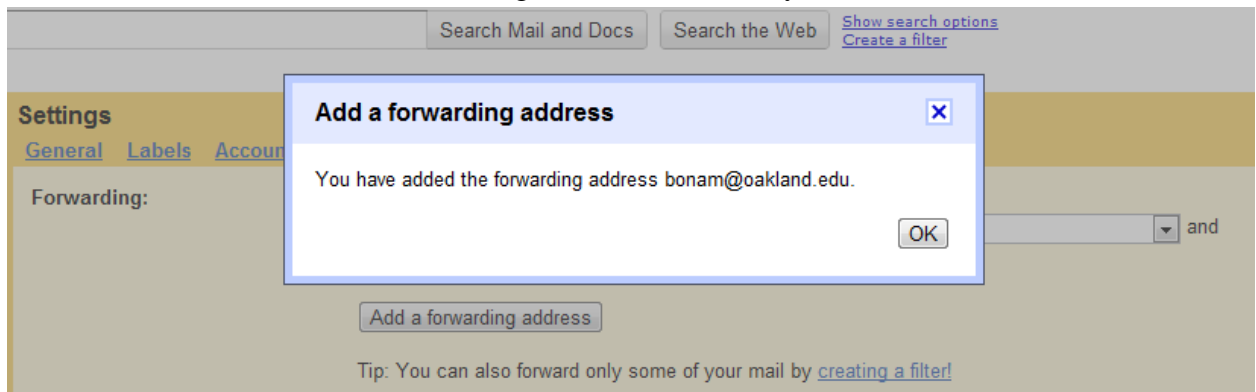 Search Mail and Docs Search the Web Show search options
Create a filter
Settings
Add a forwarding address
General Labels Accoun
You have added the forwarding address bonam@oakland.edu.
Forwarding:
and
OK
Add a forwarding address
Tip: You can also forward only some of your mail by creating a filter!